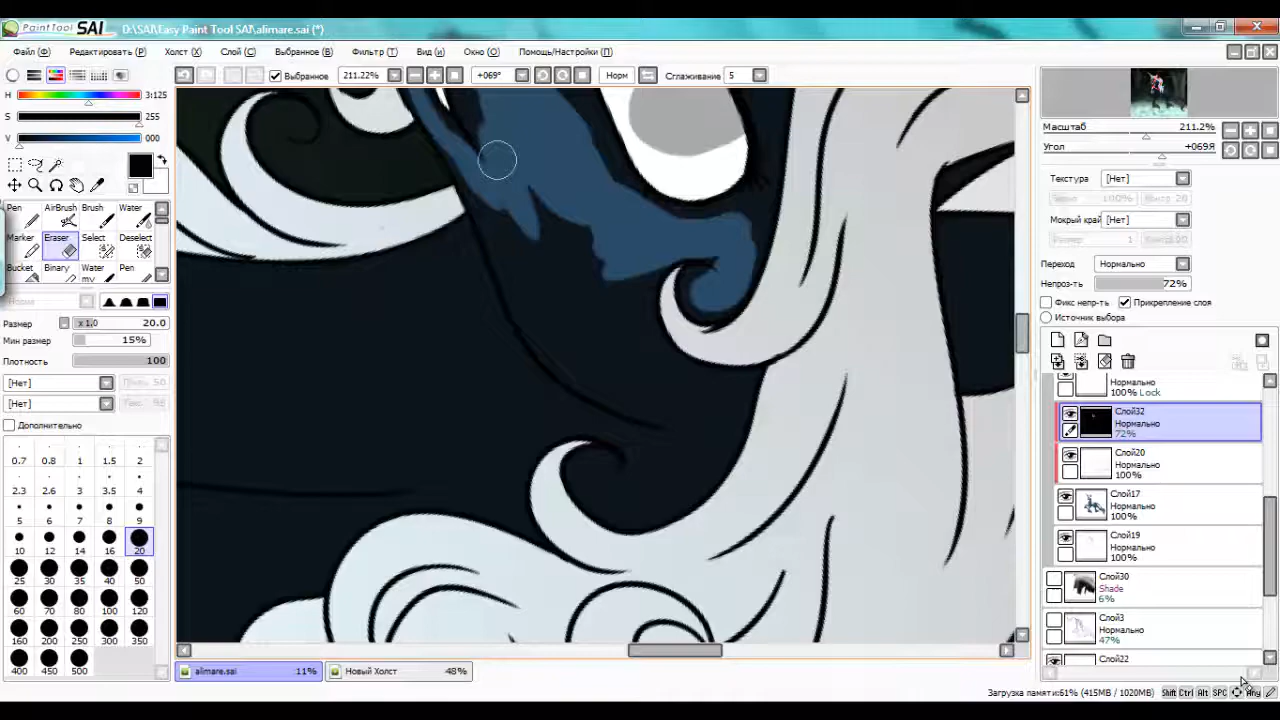 PaintTool SAI D:\SAI\Easy Paint Tool SAI\alimare.sai (*)
Файл (Ф) Редактировать (P) Холст (X) Слой (C) Выбранное (B) Фильтр (T) Вид (и) Окно (O) Помощь/Настройки (П)
Выбранное 211.22% +069° Норм Сглаживание 5
H 3:125
S 255
V 000
Масштаб 211.2%
Угол +069Я
Текстура [Нет]
100%
Мокрый край [Нет]
Размер 1
Переход Нормально
Непроз-ть 72%
Фикс непр-ть Прикрепление слоя
Источник выбора
Pen AirBrush Brush Water
Marker Eraser Select Deselect
Bucket Binary Water my Pen
Размер x 1.0 20.0
Мин размер 15%
Плотность 100
[Нет]
[Нет]
Дополнительно
0.7 0.8 1 1.5 2
2.3 2.6 3 3.5 4
5 6 7 8 9
10 12 14 16 20
25 30 35 40 50
60 70 80 100 120
160 200 250 300 350
400 450 500
Нормально
100% Lock
Слой32
Нормально
72%
Слой20
Нормально
100%
Слой17
Нормально
100%
Слой19
Нормально
100%
Слой30
Shade
6%
Слой3
Нормально
47%
Слой22
alimare.sai 11% Новый Холст 48%
Загрузка памяти:61% (415MB / 1020MB) Shift Ctrl Alt SPC Any